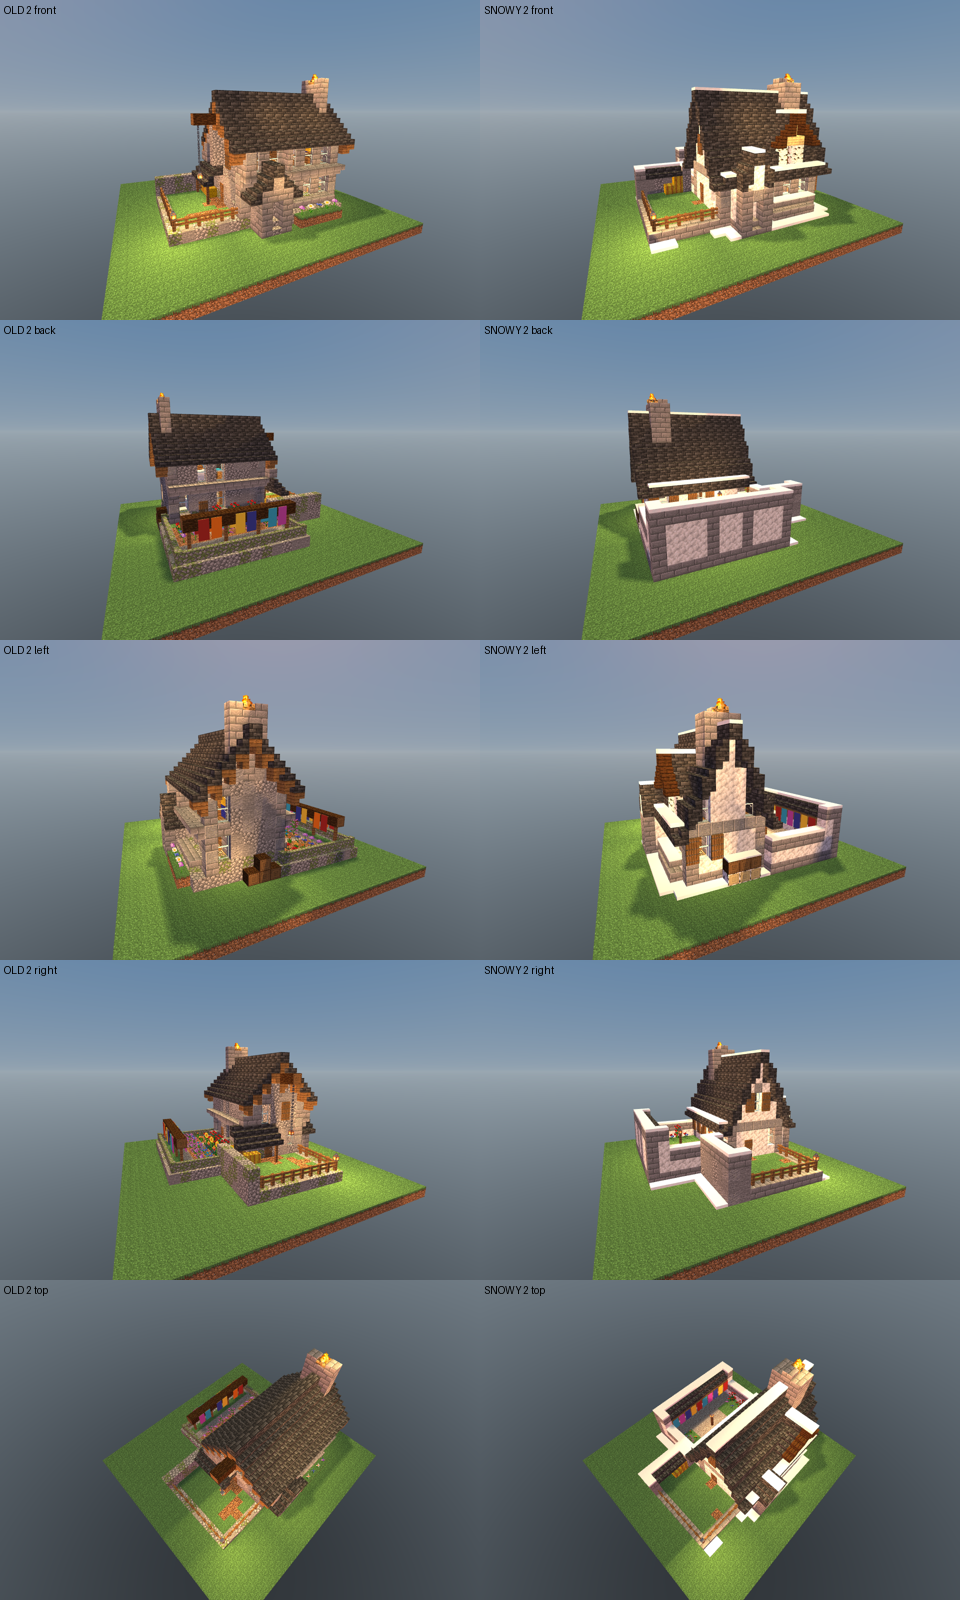 OLD 2 front
SNOWY 2 front
OLD 2 back
SNOWY 2 back
OLD 2 left
SNOWY 2 left
OLD 2 right
SNOWY 2 right
OLD 2 top
SNOWY 2 top